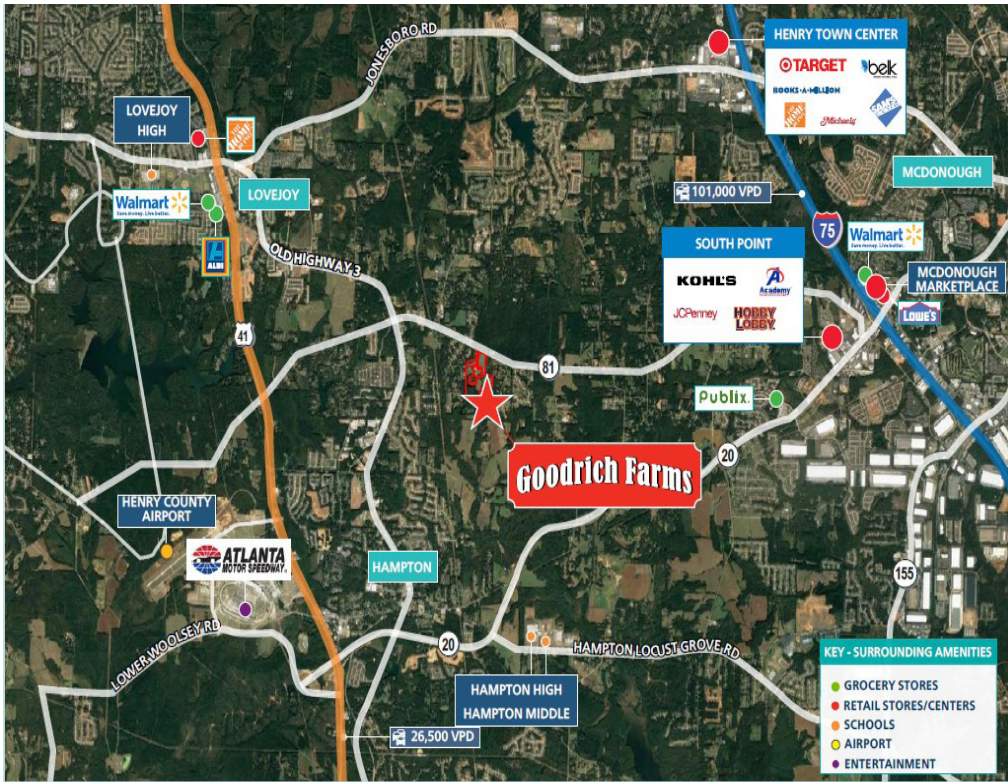 JONESBORO RD
HENRY TOWN CENTER
TARGET
belk
BOOKS-A-MILLION
THE HOME DEPOT
Michaels
SAM'S
LOVEJOY
HIGH
THE HOME DEPOT
LOVEJOY
Walmart
Save money. Live better.
ALDI
OLD HIGHWAY 3
41
101,000 VPD
MCDONOUGH
75
Walmart
Save money. Live better.
MCDONOUGH
MARKETPLACE
LOWE'S
SOUTH POINT
KOHL'S
Academy
JCPenney
HOBBY
LOBBY
81
Publix.
20
Goodrich Farms
HENRY COUNTY
AIRPORT
ATLANTA
MOTOR SPEEDWAY
HAMPTON
155
LOWER WOOLSEY RD
20
HAMPTON LOCUST GROVE RD
HAMPTON HIGH
HAMPTON MIDDLE
26,500 VPD
KEY - SURROUNDING AMENITIES
GROCERY STORES
RETAIL STORES/CENTERS
SCHOOLS
AIRPORT
ENTERTAINMENT